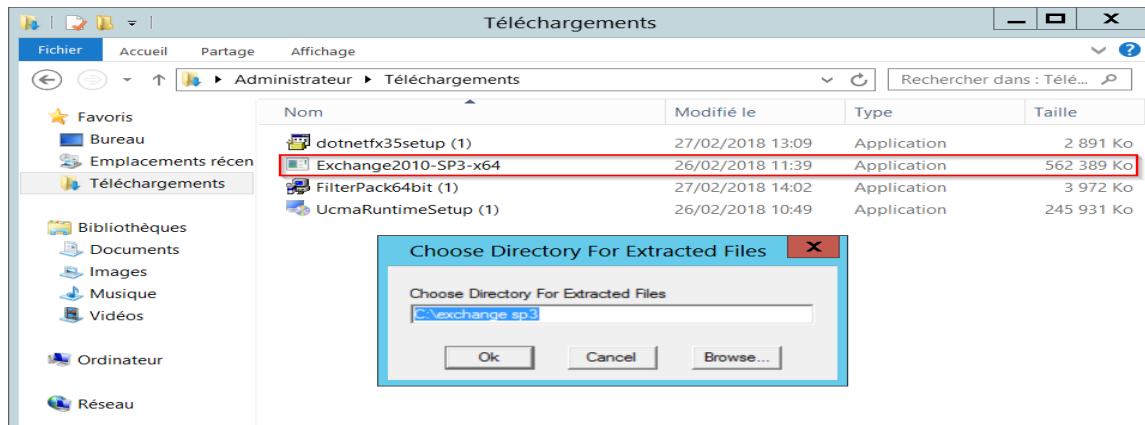 Téléchargements
Fichier Accueil Partage Affichage
Administrateur Téléchargements Rechercher dans : Télé...
Favoris
Bureau
Emplacements récen
Téléchargements
Bibliothèques
Documents
Images
Musique
Vidéos
Ordinateur
Réseau
Nom Modifié le Type Taille
dotnetfx35setup (1) 27/02/2018 13:09 Application 2 891 Ko
Exchange2010-SP3-x64 26/02/2018 11:39 Application 562 389 Ko
FilterPack64bit (1) 27/02/2018 14:02 Application 3 972 Ko
UcmaRuntimeSetup (1) 26/02/2018 10:49 Application 245 931 Ko
Choose Directory For Extracted Files
Choose Directory For Extracted Files
C:\exchange sp3
Ok Cancel Browse...